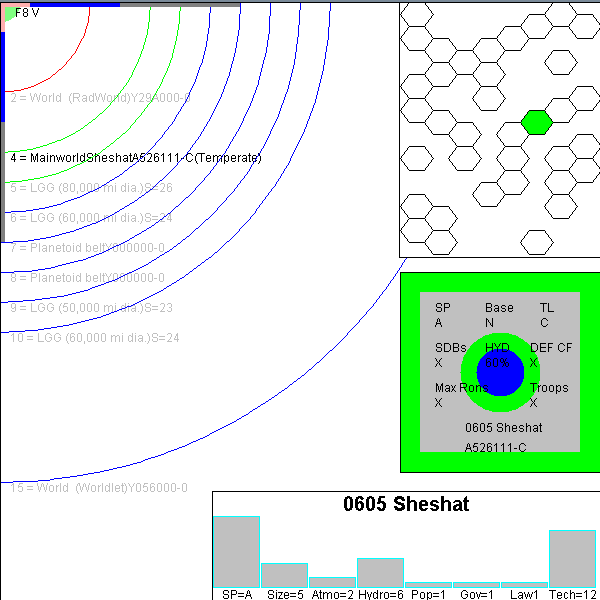 F8 V
2 = World  (RadWorld)Y29A000-0
4 = MainworldSheshatA526111-C(Temperate)
5 = LGG (80,000 mi dia.)S=26
6 = LGG (60,000 mi dia.)S=24
7 = Planetoid beltY000000-0
8 = Planetoid beltY000000-0
9 = LGG (50,000 mi dia.)S=23
10 = LGG (60,000 mi dia.)S=24
15 = World  (Worldlet)Y056000-0
SP Base TL
A N C
SDBs HYD DEF CF
X 60% X
Max Ron Troops
X X
0605 Sheshat
A526111-C
0605 Sheshat
SP=A Size=5 Atmo=2 Hydro=6 Pop=1 Gov=1 Law1 Tech=12